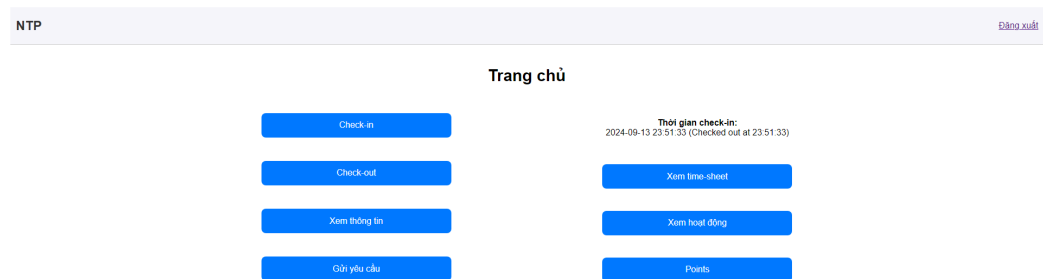 NTP
Đăng xuất
Trang chủ
Check-in
Thời gian check-in:
2024-09-13 23:51:33 (Checked out at 23:51:33)
Check-out
Xem time-sheet
Xem thông tin
Xem hoạt động
Gửi yêu cầu
Points